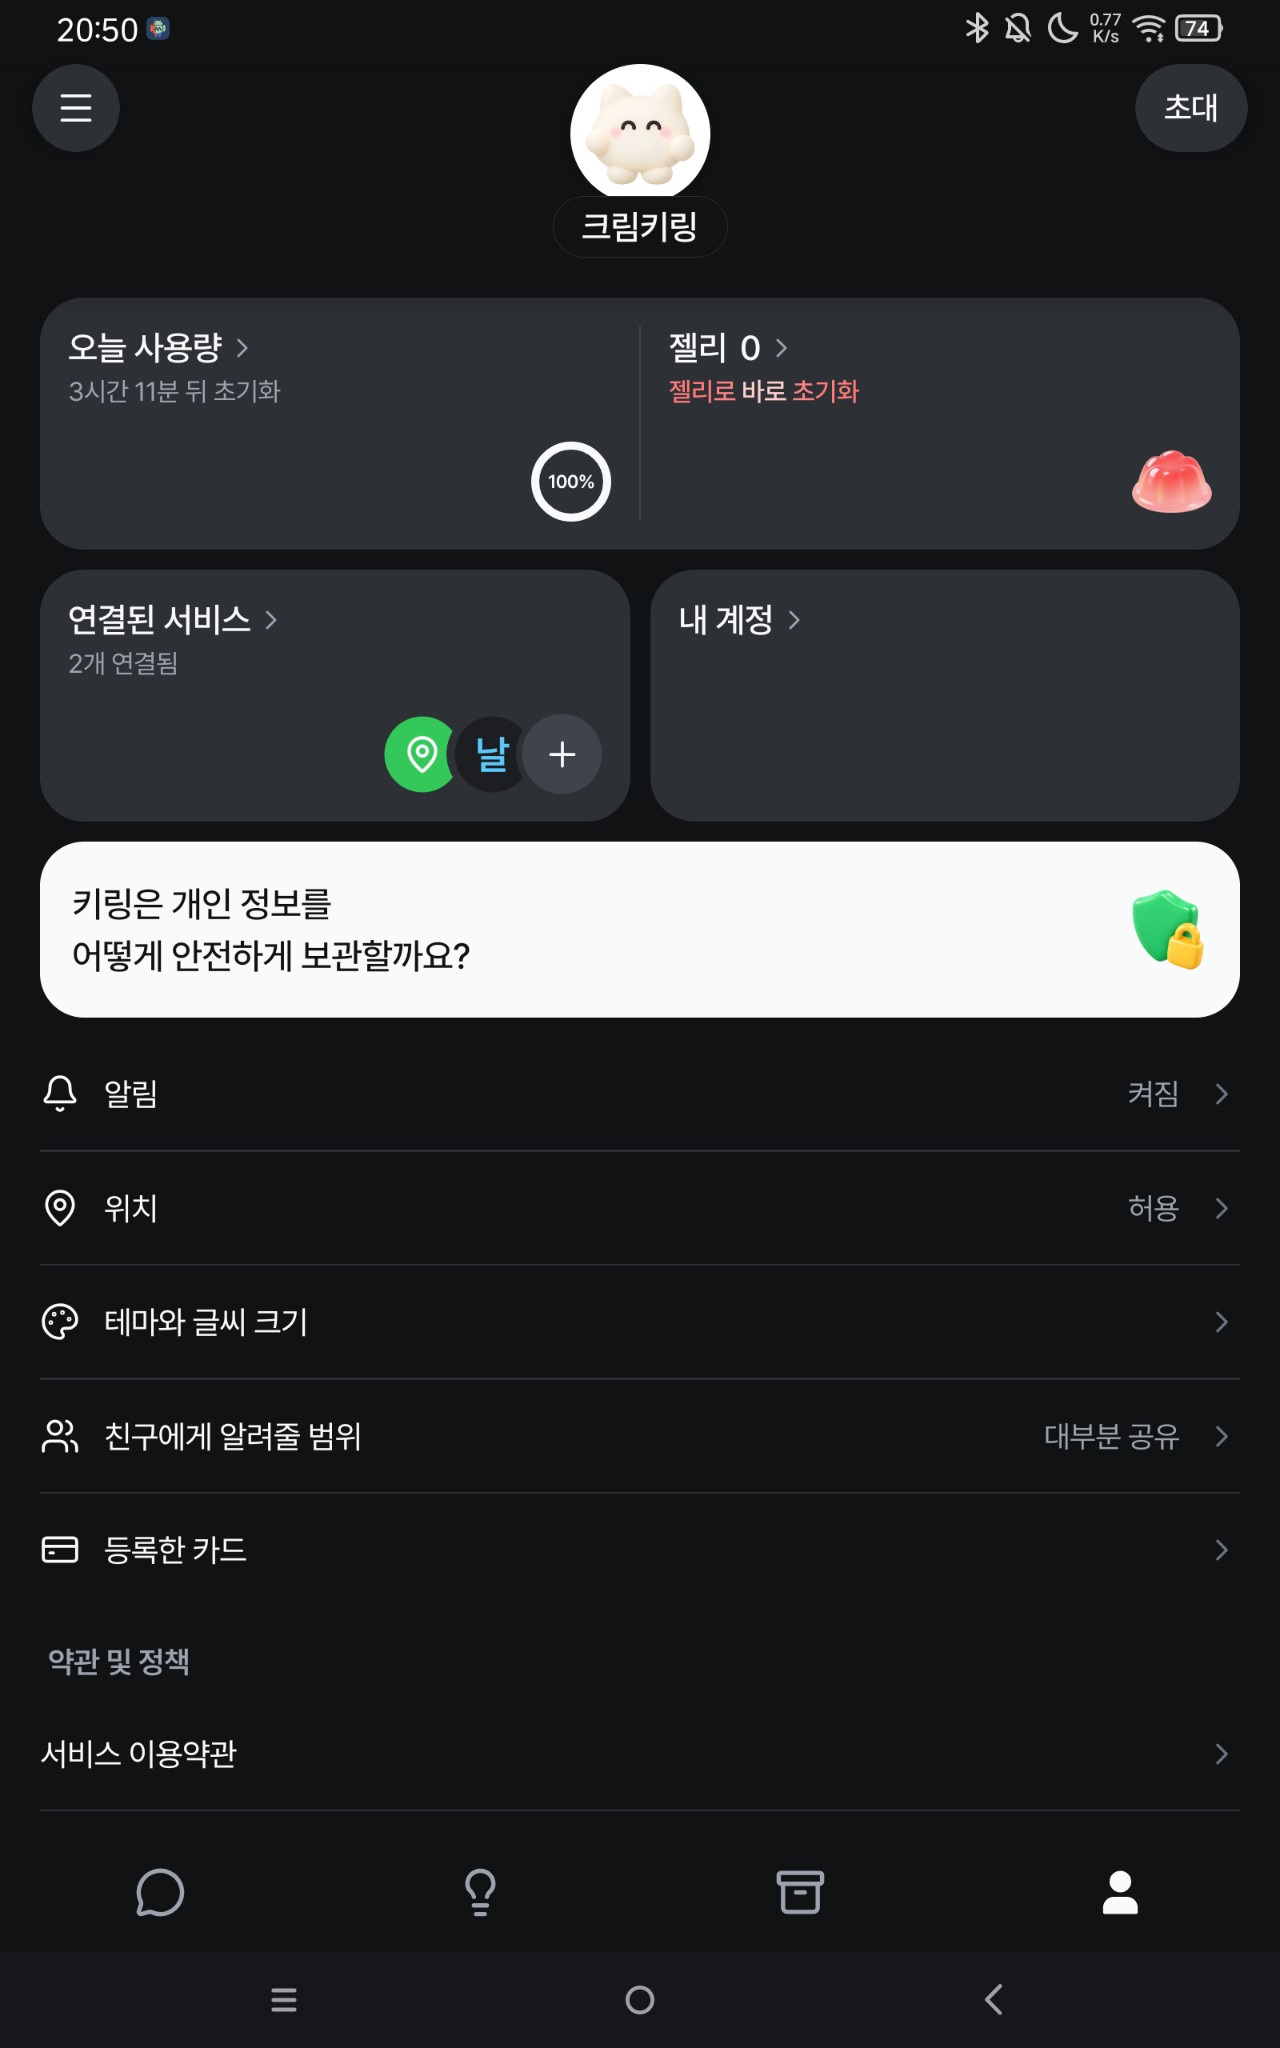 20:50
0.77
K/s
74
초대
크림키링
오늘 사용량
3시간 11분 뒤 초기화
100%
젤리 0
젤리로 바로 초기화
연결된 서비스
2개 연결됨
날
내 계정
키링은 개인 정보를
어떻게 안전하게 보관할까요?
알림 켜짐
위치 허용
테마와 글씨 크기
친구에게 알려줄 범위 대부분 공유
등록한 카드
약관 및 정책
서비스 이용약관